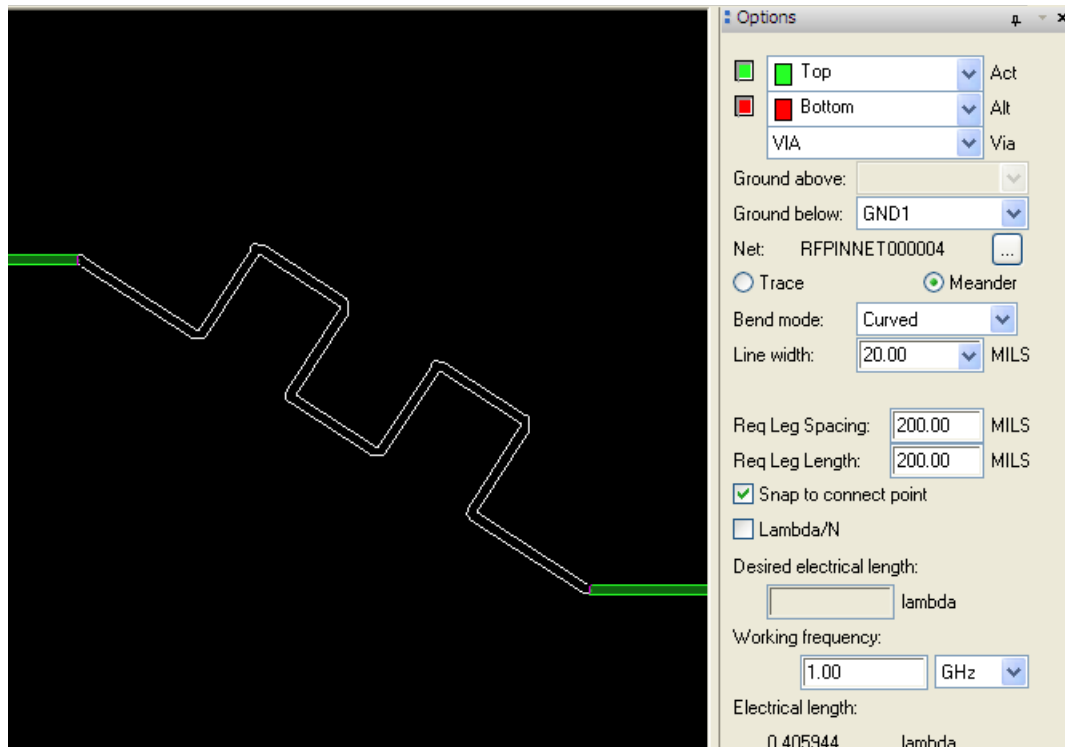 Options
Top Act
Bottom Alt
VIA Via
Ground above:
Ground below: GND1
Net: RFPINNET000004 ...
Trace Meander
Bend mode: Curved
Line width: 20.00 MILS
Req Leg Spacing: 200.00 MILS
Req Leg Length: 200.00 MILS
Snap to connect point
Lambda/N
Desired electrical length:
lambda
Working frequency:
1.00 GHz
Electrical length:
0.405944 lambda